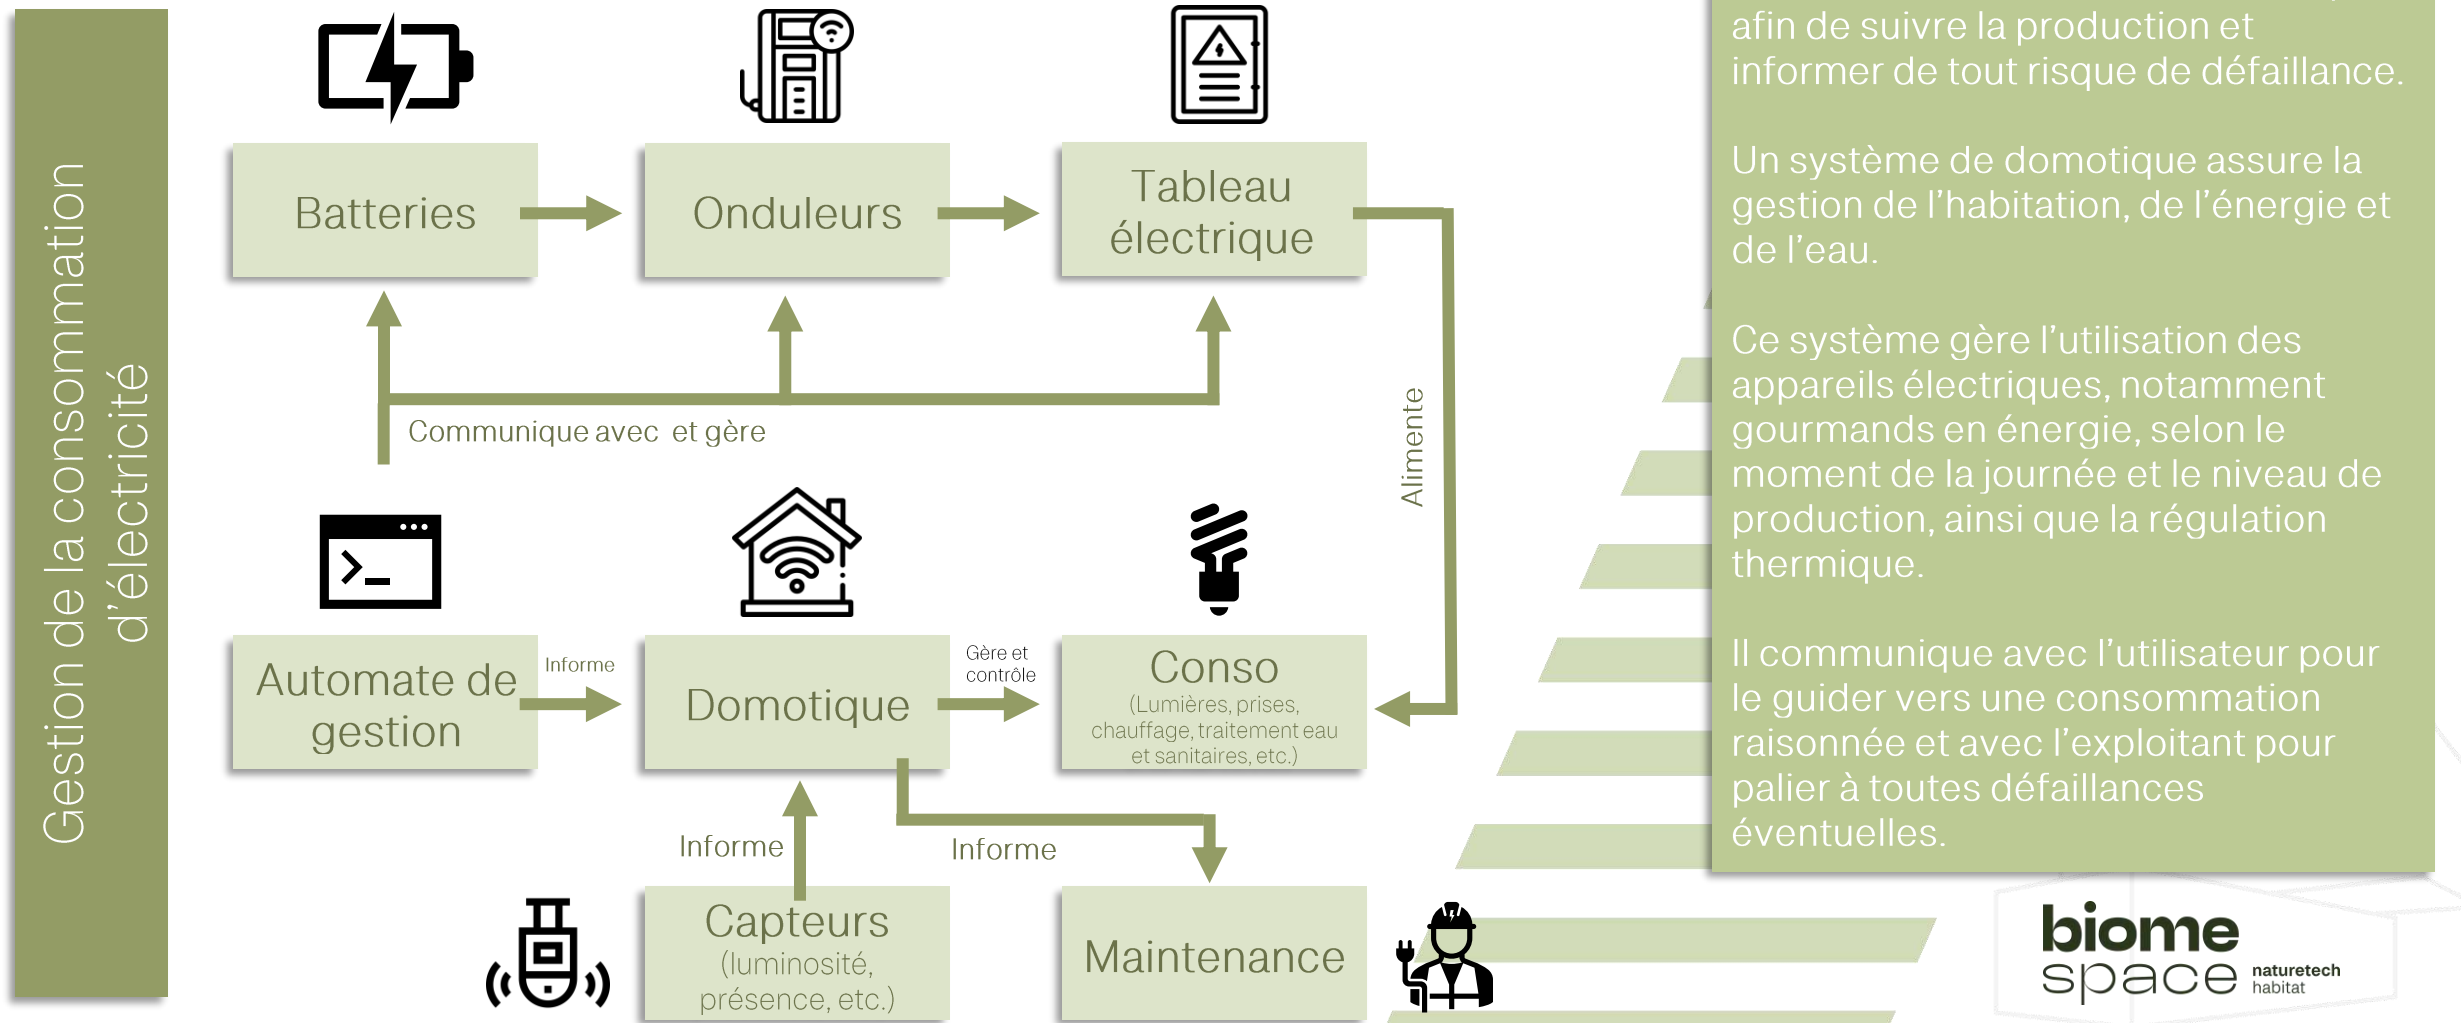 Gestion de la consommation
d'électricité
Batteries
Onduleurs
Tableau
électrique
Communique avec et gère
Alimente
Automate de
gestion
Informe
Domotique
Gère et
contrôle
Conso
(Lumières, prises,
chauffage, traitement eau
et sanitaires, etc.)
Informe
Informe
Capteurs
(luminosité,
présence, etc.)
Maintenance
afin de suivre la production et
informer de tout risque de défaillance.
Un système de domotique assure la
gestion de l'habitation, de l'énergie et
de l'eau.
Ce système gère l'utilisation des
appareils électriques, notamment
gourmands en énergie, selon le
moment de la journée et le niveau de
production, ainsi que la régulation
thermique.
Il communique avec l'utilisateur pour
le guider vers une consommation
raisonnée et avec l'exploitant pour
palier à toutes défaillances
éventuelles.
biome
space
naturetech
habitat